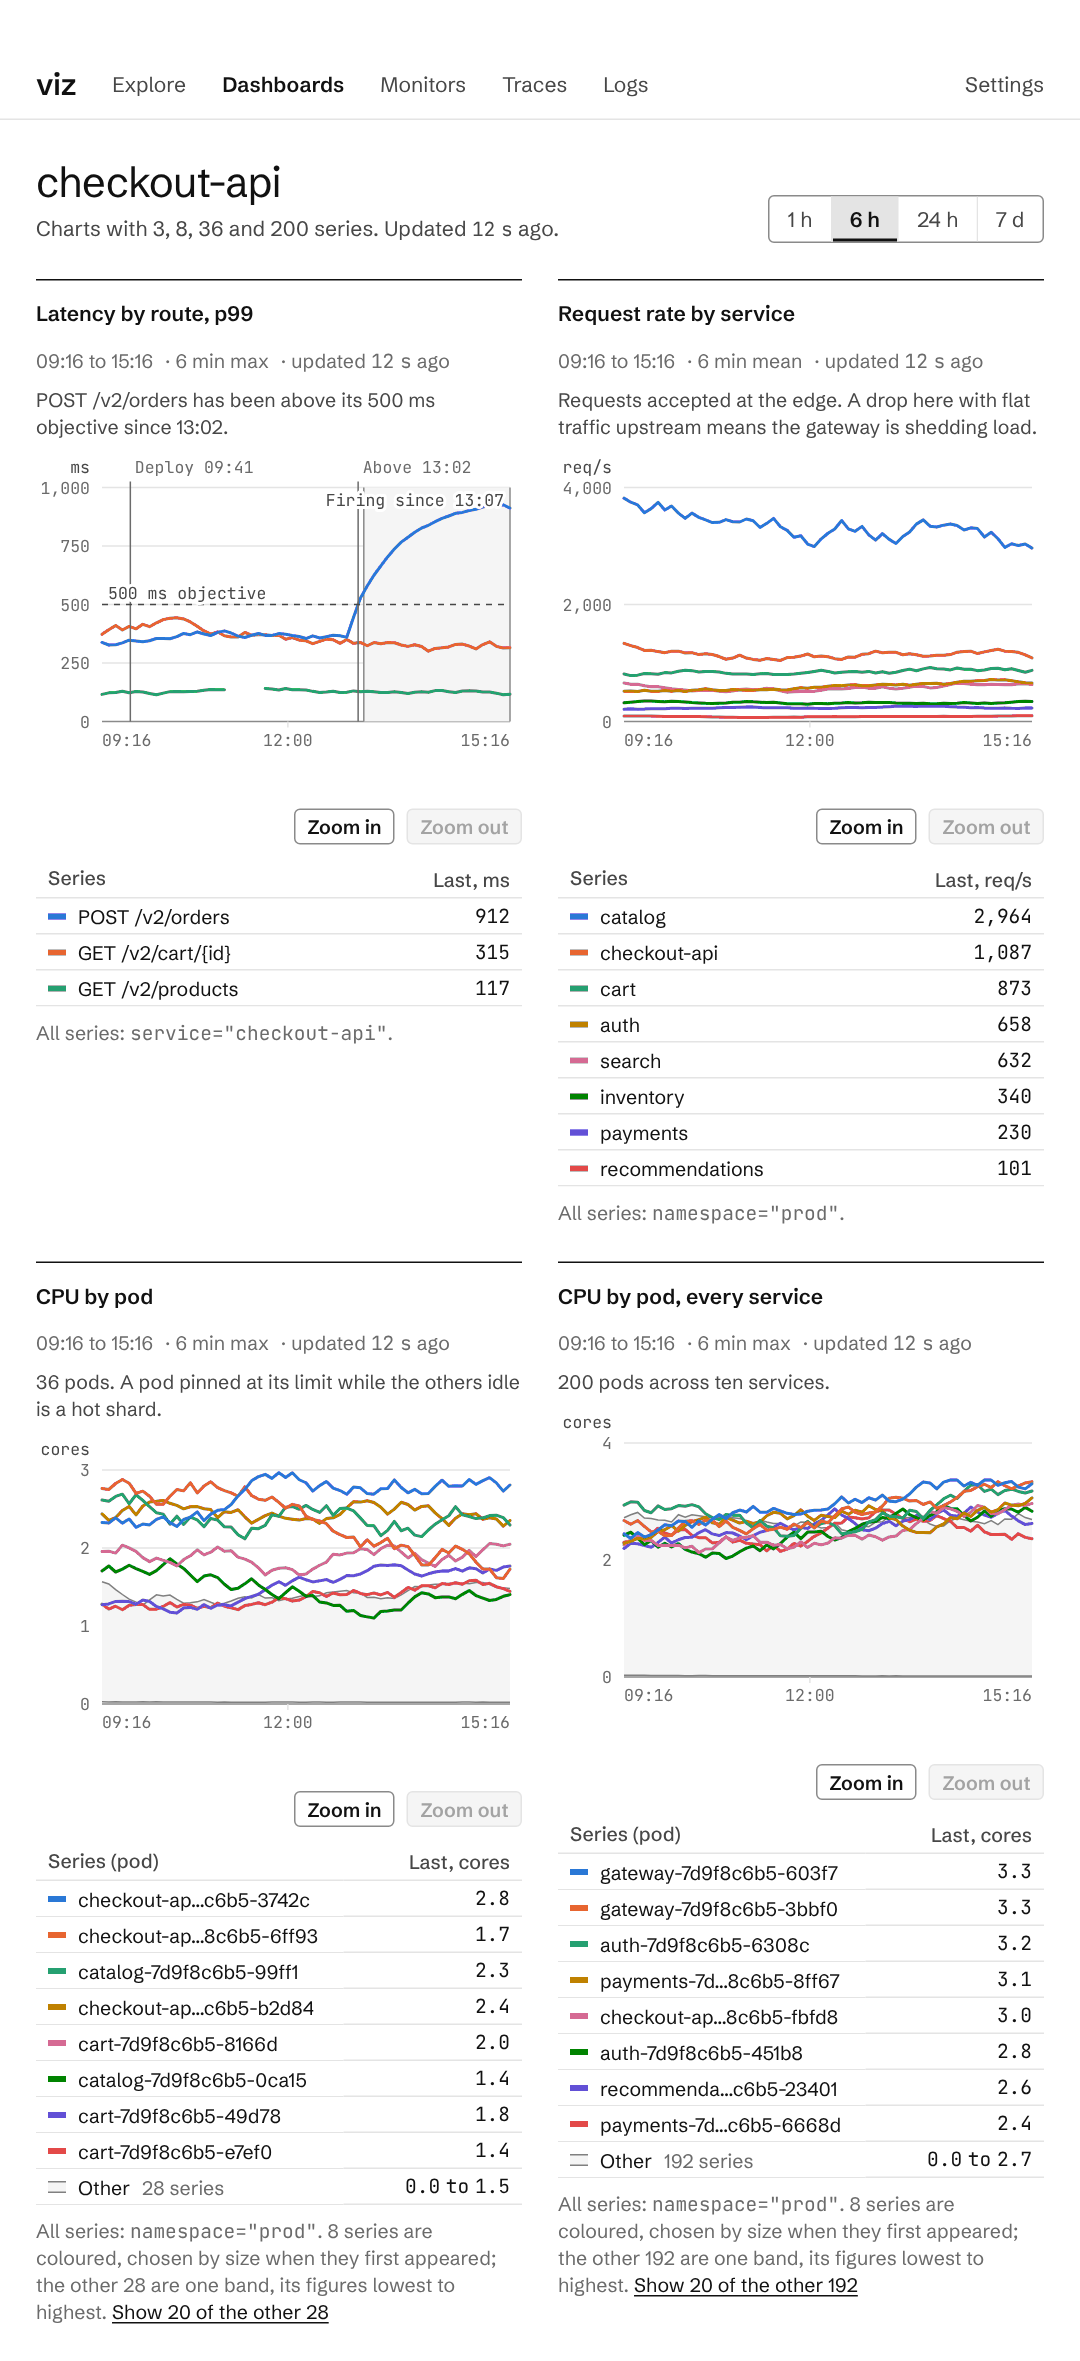 viz Explore Dashboards Monitors Traces Logs Settings
checkout-api
Charts with 3, 8, 36 and 200 series. Updated 12 s ago.
1 h 6 h 24 h 7 d
Latency by route, p99
09:16 to 15:16 · 6 min max · updated 12 s ago
POST /v2/orders has been above its 500 ms
objective since 13:02.
ms Deploy 09:41 Above 13:02
1,000
Firing since 13:07
750
500 ms objective
500
250
0
09:16 12:00 15:16
Zoom in Zoom out
Series Last, ms
POST /v2/orders 912
GET /v2/cart/{id} 315
GET /v2/products 117
All series: service="checkout-api".
Request rate by service
09:16 to 15:16 · 6 min mean · updated 12 s ago
Requests accepted at the edge. A drop here with flat
traffic upstream means the gateway is shedding load.
req/s
4,000
2,000
0
09:16 12:00 15:16
Zoom in Zoom out
Series Last, req/s
catalog 2,964
checkout-api 1,087
cart 873
auth 658
search 632
inventory 340
payments 230
recommendations 101
All series: namespace="prod".
CPU by pod
09:16 to 15:16 · 6 min max · updated 12 s ago
36 pods. A pod pinned at its limit while the others idle
is a hot shard.
cores
3
2
1
0
09:16 12:00 15:16
Zoom in Zoom out
Series (pod) Last, cores
checkout-ap...c6b5-3742c 2.8
checkout-ap...8c6b5-6ff93 1.7
catalog-7d9f8c6b5-99ff1 2.3
checkout-ap...c6b5-b2d84 2.4
cart-7d9f8c6b5-8166d 2.0
catalog-7d9f8c6b5-0ca15 1.4
cart-7d9f8c6b5-49d78 1.8
cart-7d9f8c6b5-e7ef0 1.4
Other 28 series 0.0 to 1.5
All series: namespace="prod". 8 series are
coloured, chosen by size when they first appeared;
the other 28 are one band, its figures lowest to
highest. Show 20 of the other 28
CPU by pod, every service
09:16 to 15:16 · 6 min max · updated 12 s ago
200 pods across ten services.
cores
4
2
0
09:16 12:00 15:16
Zoom in Zoom out
Series (pod) Last, cores
gateway-7d9f8c6b5-603f7 3.3
gateway-7d9f8c6b5-3bbf0 3.3
auth-7d9f8c6b5-6308c 3.2
payments-7d...8c6b5-8ff67 3.1
checkout-ap...8c6b5-fbfd8 3.0
auth-7d9f8c6b5-451b8 2.8
recommenda...c6b5-23401 2.6
payments-7d...c6b5-6668d 2.4
Other 192 series 0.0 to 2.7
All series: namespace="prod". 8 series are
coloured, chosen by size when they first appeared;
the other 192 are one band, its figures lowest to
highest. Show 20 of the other 192